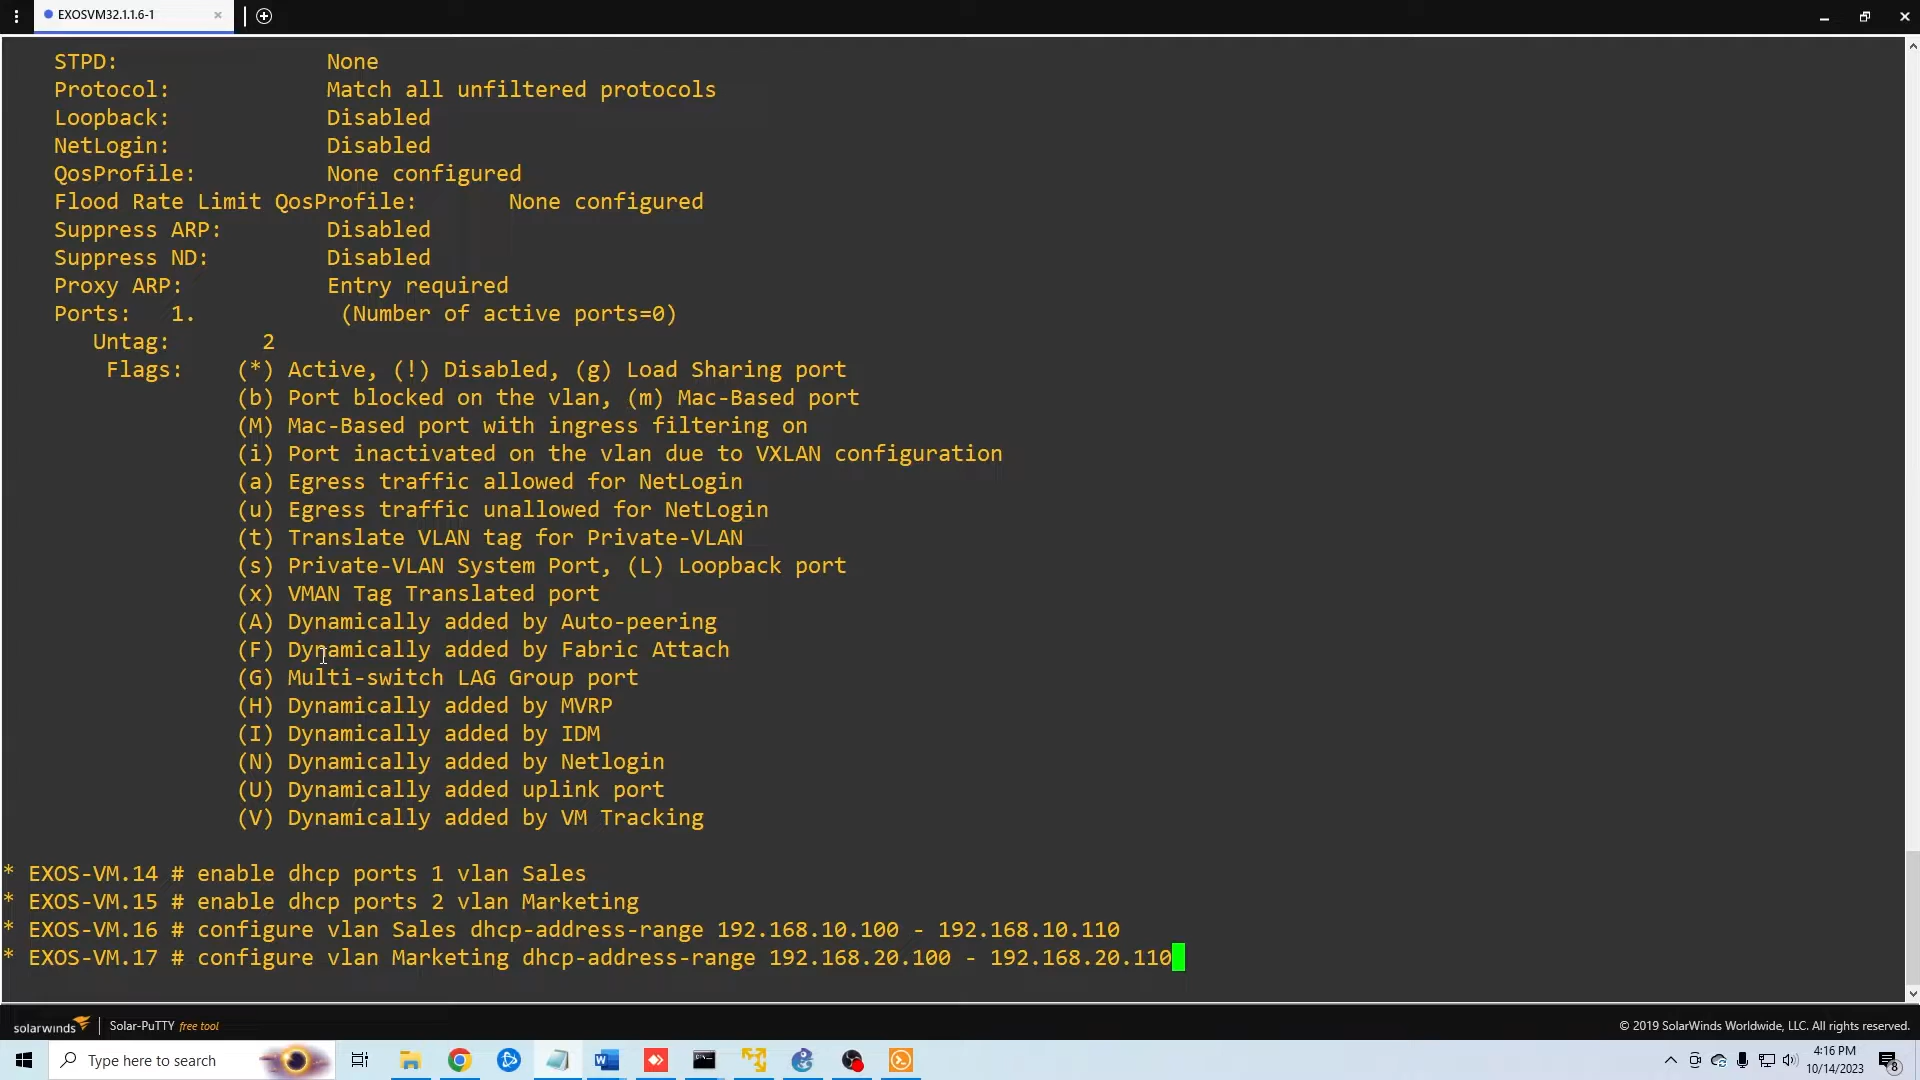 EXOSVM32.1.1.6-1
STPD: None
Protocol: Match all unfiltered protocols
Loopback: Disabled
NetLogin: Disabled
QosProfile: None configured
Flood Rate Limit QosProfile: None configured
Suppress ARP: Disabled
Suppress ND: Disabled
Proxy ARP: Entry required
Ports: 1. (Number of active ports=0)
Untag: 2
Flags: (*) Active, (!) Disabled, (g) Load Sharing port
(b) Port blocked on the vlan, (m) Mac-Based port
(M) Mac-Based port with ingress filtering on
(i) Port inactivated on the vlan due to VXLAN configuration
(a) Egress traffic allowed for NetLogin
(u) Egress traffic unallowed for NetLogin
(t) Translate VLAN tag for Private-VLAN
(s) Private-VLAN System Port, (L) Loopback port
(x) VMAN Tag Translated port
(A) Dynamically added by Auto-peering
(F) Dynamically added by Fabric Attach
(G) Multi-switch LAG Group port
(H) Dynamically added by MVRP
(I) Dynamically added by IDM
(N) Dynamically added by Netlogin
(U) Dynamically added uplink port
(V) Dynamically added by VM Tracking
* EXOS-VM.14 # enable dhcp ports 1 vlan Sales
* EXOS-VM.15 # enable dhcp ports 2 vlan Marketing
* EXOS-VM.16 # configure vlan Sales dhcp-address-range 192.168.10.100 - 192.168.10.110
* EXOS-VM.17 # configure vlan Marketing dhcp-address-range 192.168.20.100 - 192.168.20.110
solarwinds | Solar-PuTTY free tool © 2019 SolarWinds Worldwide, LLC. All rights reserved.
Type here to search
4:16 PM
10/14/2023
8